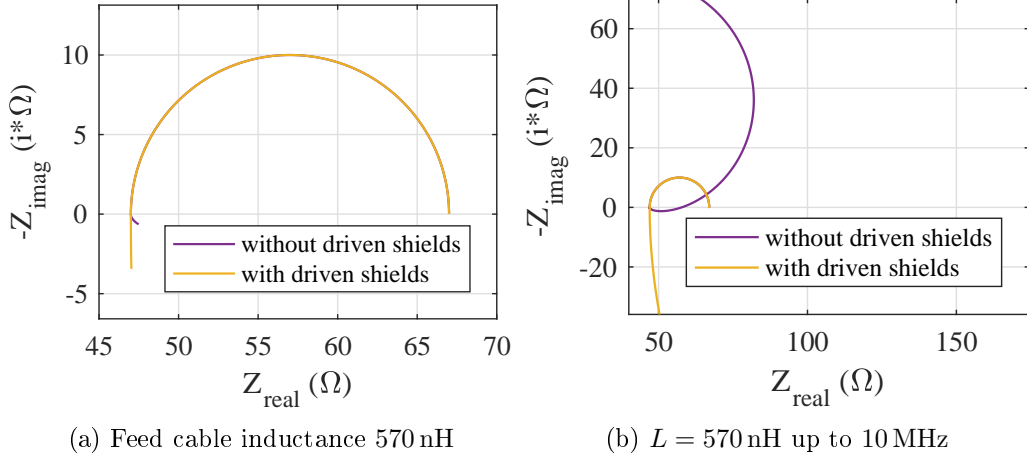 -Z_imag (i*Ω)
10
5
0
-5
45 50 55 60 65 70
Z_real (Ω)
without driven shields
with driven shields
(a) Feed cable inductance 570 nH
-Z_imag (i*Ω)
60
40
20
0
-20
50 100 150
Z_real (Ω)
without driven shields
with driven shields
(b) L = 570 nH up to 10 MHz